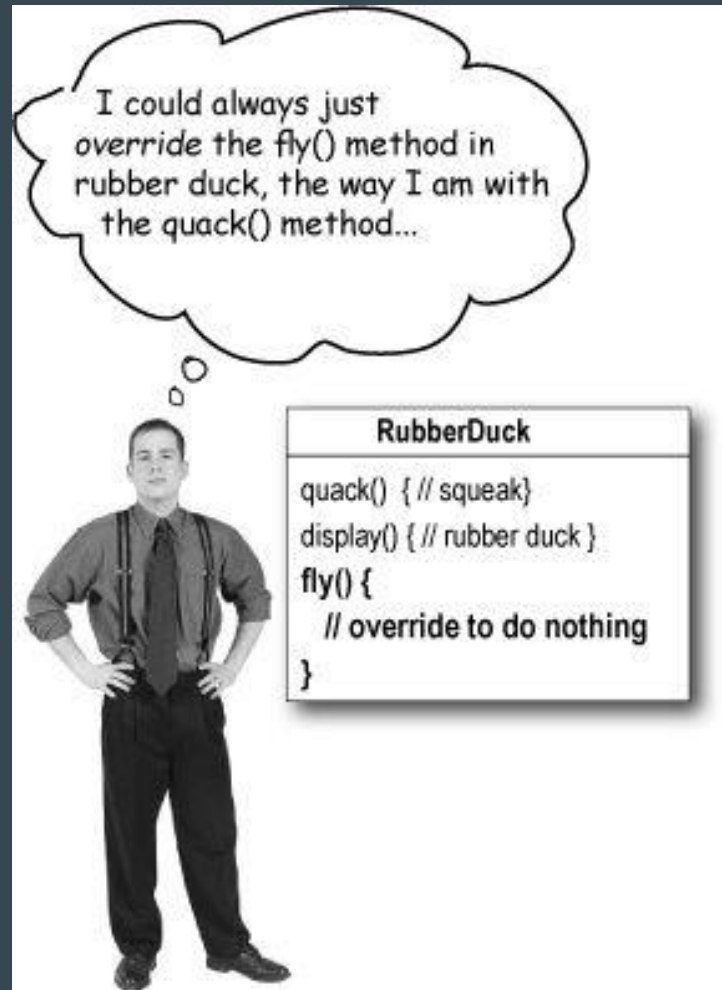 I could always just
override the fly() method in
rubber duck, the way I am with
the quack() method...
RubberDuck
quack() { // squeak}
display() { // rubber duck }
fly() {
// override to do nothing
}